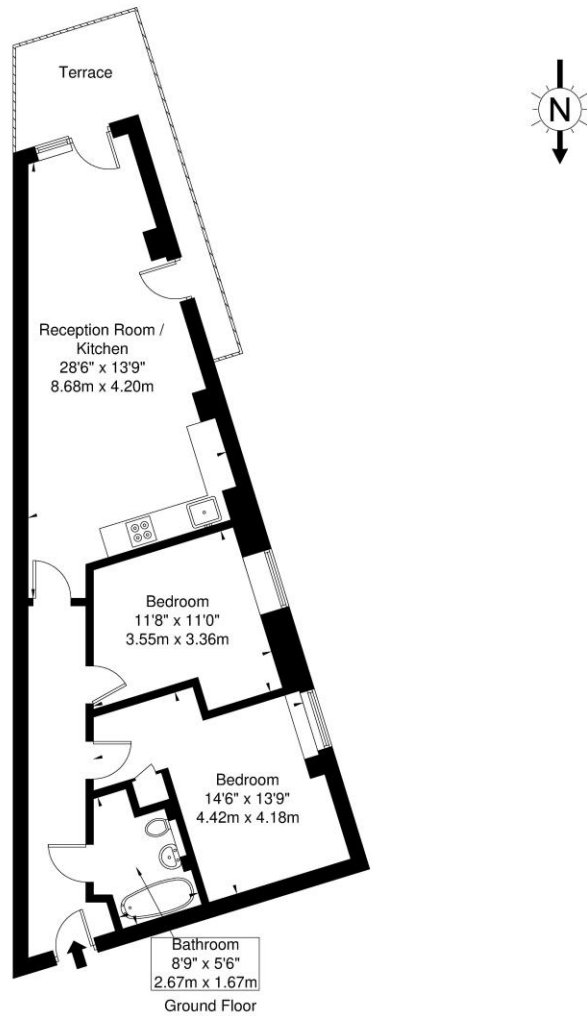 Terrace
N
Reception Room /
Kitchen
28'6" x 13'9"
8.68m x 4.20m
Bedroom
11'8" x 11'0"
3.55m x 3.36m
Bedroom
14'6" x 13'9"
4.42m x 4.18m
Bathroom
8'9" x 5'6"
2.67m x 1.67m
Ground Floor